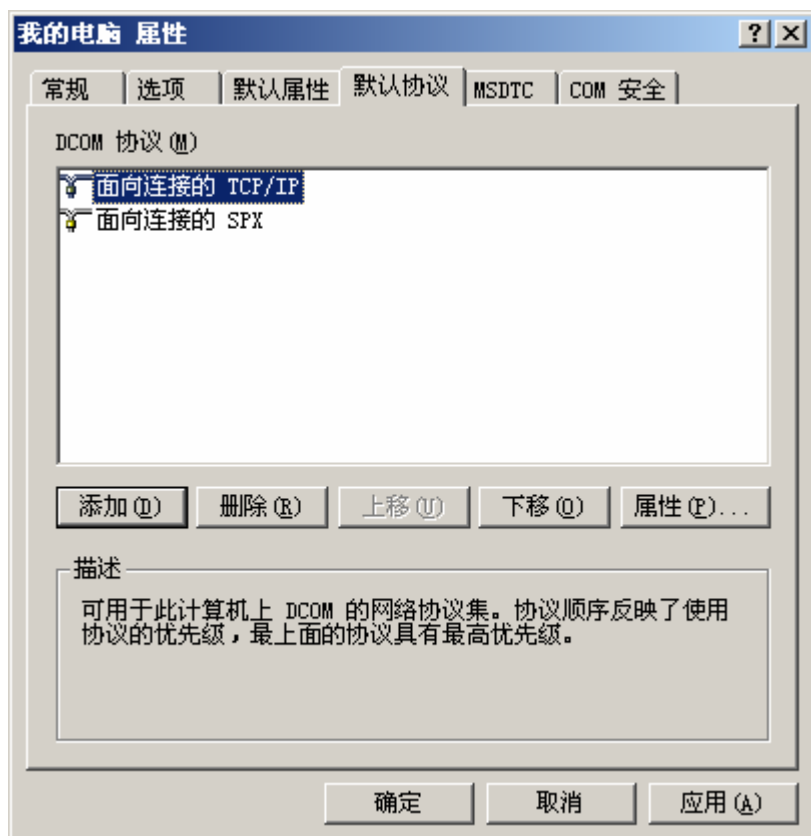 我的电脑 属性
常规 选项 默认属性 默认协议 MSDTC COM 安全
DCOM 协议(M)
面向连接的 TCP/IP
面向连接的 SPX
添加(D) 删除(R) 上移(U) 下移(O) 属性(P)...
描述
可用于此计算机上 DCOM 的网络协议集。协议顺序反映了使用
协议的优先级，最上面的协议具有最高优先级。
确定 取消 应用(A)